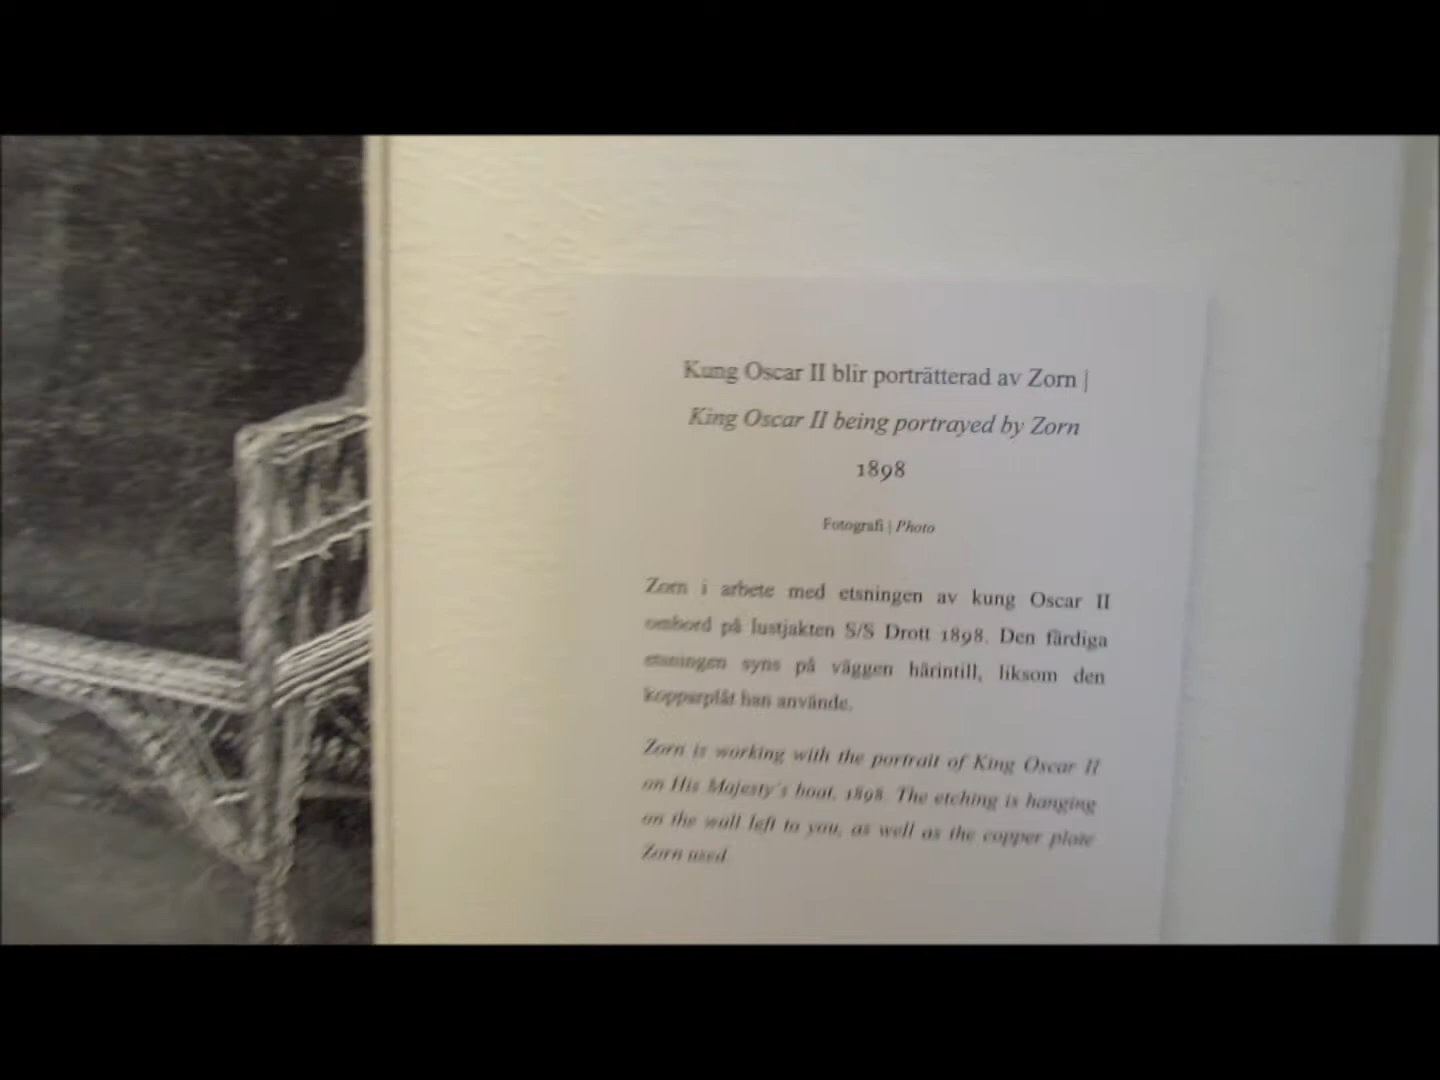 Kung Oscar II blir porträtterad av Zorn |
King Oscar II being portrayed by Zorn
1898
Fotografi | Photo
Zorn i arbete med etsningen av kung Oscar II
ombord på lustjakten S/S Drott 1898. Den färdiga
etsningen syns på väggen härintill, liksom den
kopparplåt han använde.
Zorn is working with the portrait of King Oscar II
on His Majesty's boat, 1898. The etching is hanging
on the wall left to you, as well as the copper plate
Zorn used.